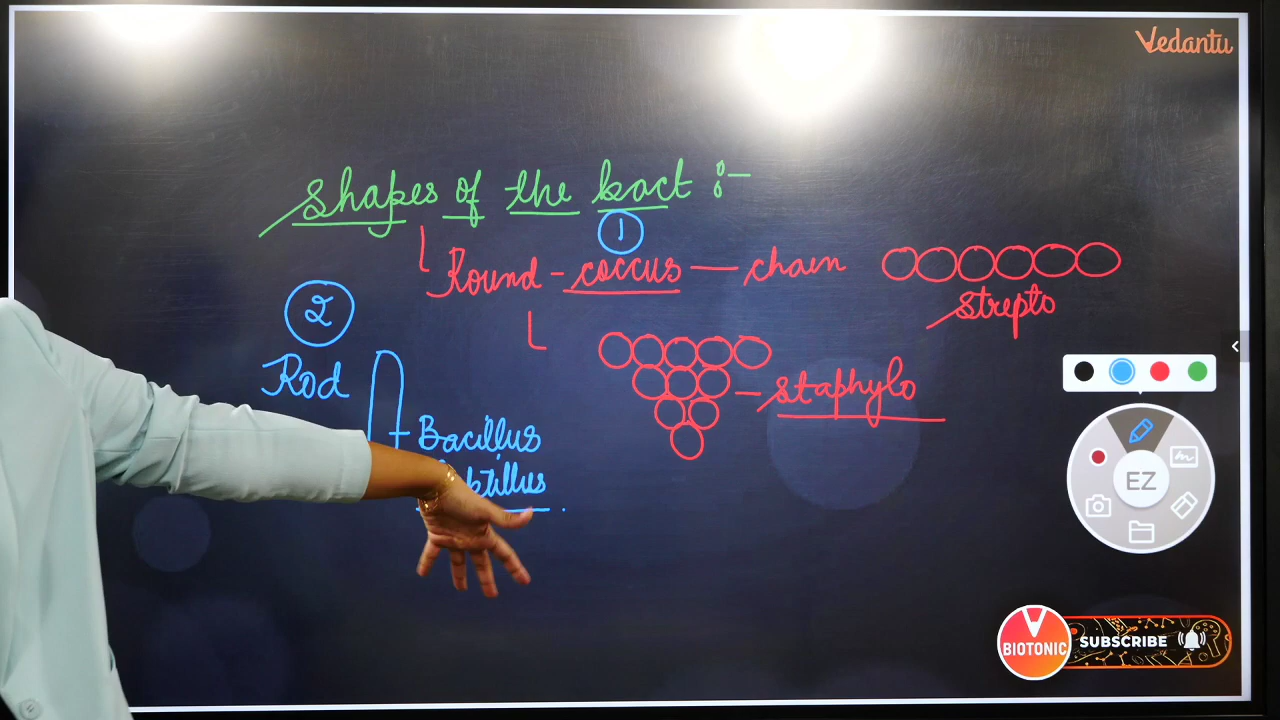 Vedantu
Shapes of the bact :-
1
Round - coccus — chain
strepto
2
Rod
staphylo
Bacillus
EZ
BIOTONIC
SUBSCRIBE